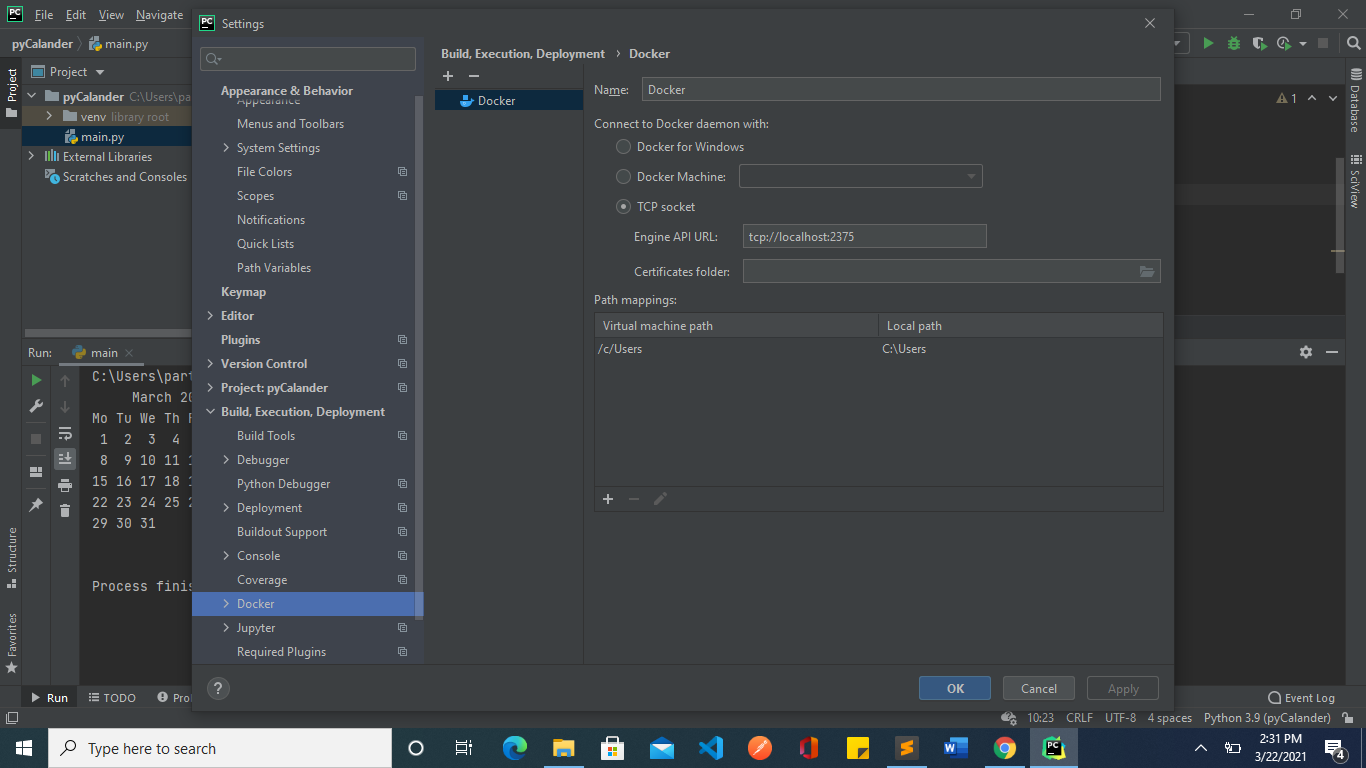 PC File Edit View Navigate
pyCalander main.py
Project
pyCalander C:\Users\pa
venv library root
main.py
External Libraries
Scratches and Consoles
Project
Structure
Favorites
Run: main
C:\Users\part
March 20
Mo Tu We Th F
1 2 3 4
8 9 10 11 1
15 16 17 18 1
22 23 24 25 2
29 30 31
Process finis
PC Settings
Appearance & Behavior
Appearance
Menus and Toolbars
System Settings
File Colors
Scopes
Notifications
Quick Lists
Path Variables
Keymap
Editor
Plugins
Version Control
Project: pyCalander
Build, Execution, Deployment
Build Tools
Debugger
Python Debugger
Deployment
Buildout Support
Console
Coverage
Docker
Jupyter
Required Plugins
?
Build, Execution, Deployment › Docker
Docker
Name: Docker
Connect to Docker daemon with:
Docker for Windows
Docker Machine:
TCP socket
Engine API URL: tcp://localhost:2375
Certificates folder:
Path mappings:
Virtual machine path Local path
/c/Users C:\Users
OK Cancel Apply
1
Database
SciView
Run TODO Pro
Event Log
10:23 CRLF UTF-8 4 spaces Python 3.9 (pyCalander)
Type here to search
PC
2:31 PM
3/22/2021
4